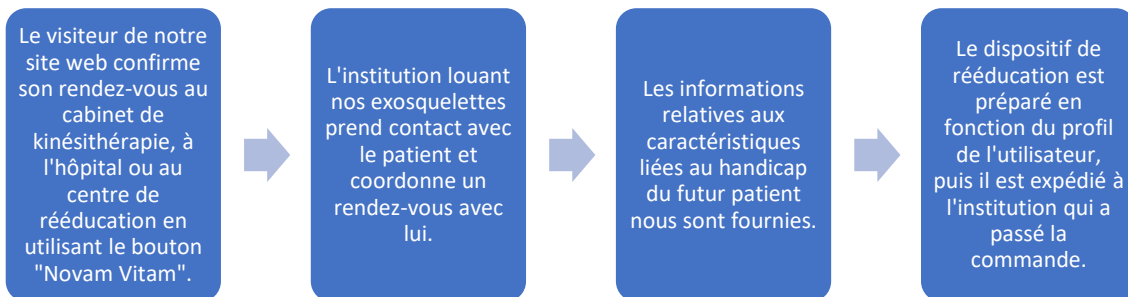 Le visiteur de notre
site web confirme
son rendez-vous au
cabinet de
kinésithérapie, à
l'hôpital ou au
centre de
rééducation en
utilisant le bouton
"Novam Vitam".
L'institution louant
nos exosquelettes
prend contact avec
le patient et
coordonne un
rendez-vous avec
lui.
Les informations
relatives aux
caractéristiques
liées au handicap
du futur patient
nous sont fournies.
Le dispositif de
rééducation est
préparé en
fonction du profil
de l'utilisateur,
puis il est expédié à
l'institution qui a
passé la
commande.